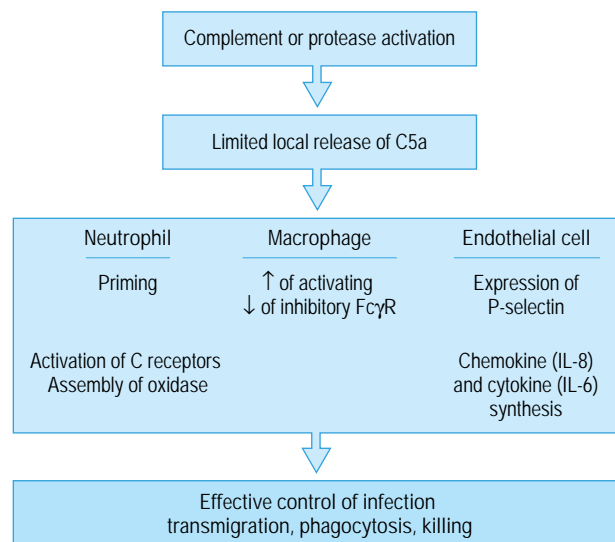 Complement or protease activation
Limited local release of C5a
Neutrophil
Priming
Activation of C receptors
Assembly of oxidase
Macrophage
↑ of activating
↓ of inhibitory FcγR
Endothelial cell
Expression of
P-selectin
Chemokine (IL-8)
and cytokine (IL-6)
synthesis
Effective control of infection
transmigration, phagocytosis, killing